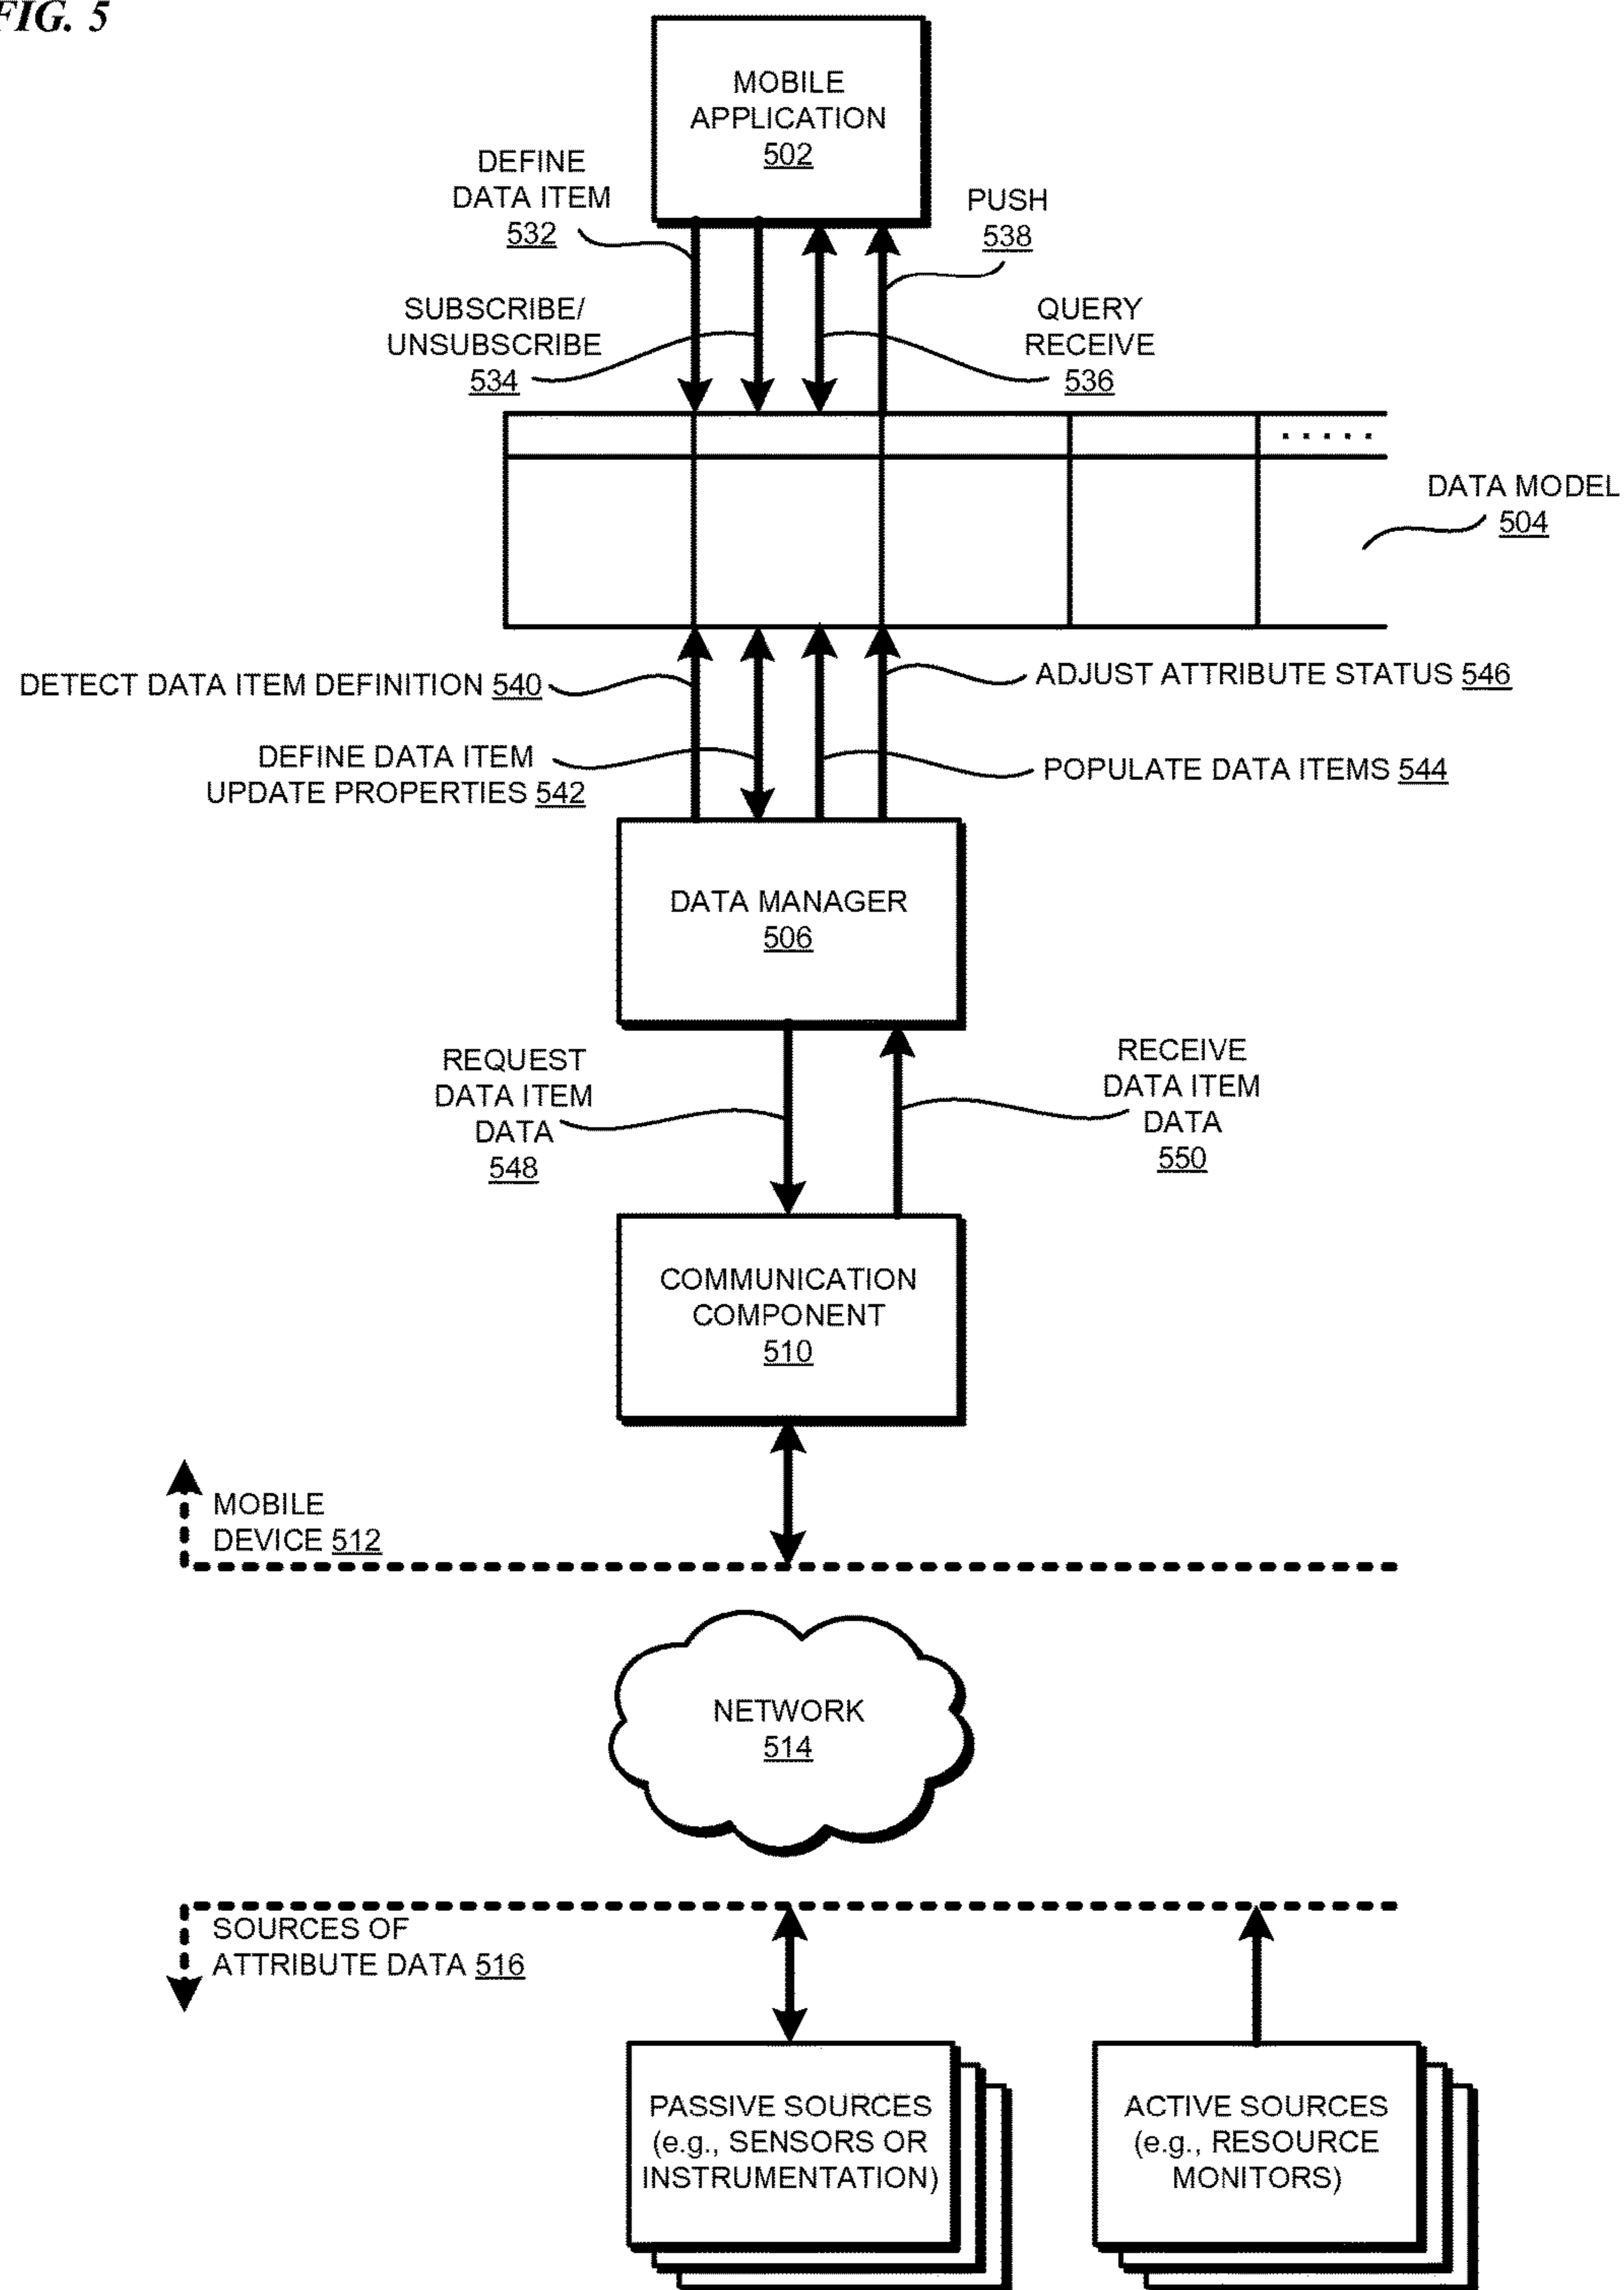 FIG. 5
MOBILE
APPLICATION
502
DEFINE
DATA ITEM
532
PUSH
538
SUBSCRIBE/
UNSUBSCRIBE
534
QUERY
RECEIVE
536
.....
DATA MODEL
504
DETECT DATA ITEM DEFINITION 540
ADJUST ATTRIBUTE STATUS 546
DEFINE DATA ITEM
UPDATE PROPERTIES 542
POPULATE DATA ITEMS 544
DATA MANAGER
506
REQUEST
DATA ITEM
DATA
548
RECEIVE
DATA ITEM
DATA
550
COMMUNICATION
COMPONENT
510
MOBILE
DEVICE 512
NETWORK
514
SOURCES OF
ATTRIBUTE DATA 516
PASSIVE SOURCES
(e.g., SENSORS OR
INSTRUMENTATION)
ACTIVE SOURCES
(e.g., RESOURCE
MONITORS)